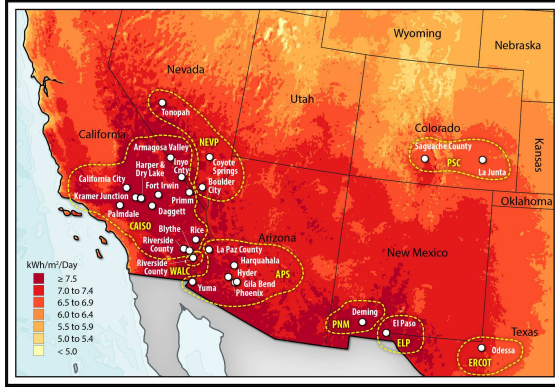 Wyoming
Nebraska
Nevada
Utah
Tonopah
California
Colorado
Armagosa Valley
NEVP
Saguache County
Kansas
Harper &
Dry Lake
Inyo
Cnty
Coyote
Springs
PSC
La Junta
California City
Fort Irwin
Boulder
City
Kramer Junction
Primm
Oklahoma
Palmdale
Daggett
CAISO
Blythe
Rice
Arizona
Riverside
County
La Paz County
New Mexico
Riverside
County
WALC
Harquahala
Hyder
APS
Yuma
Gila Bend
Phoenix
kWh/m²/Day
≥ 7.5
7.0 to 7.4
6.5 to 6.9
6.0 to 6.4
5.5 to 5.9
5.0 to 5.4
< 5.0
Deming
PNM
El Paso
Texas
ELP
Odessa
ERCOT